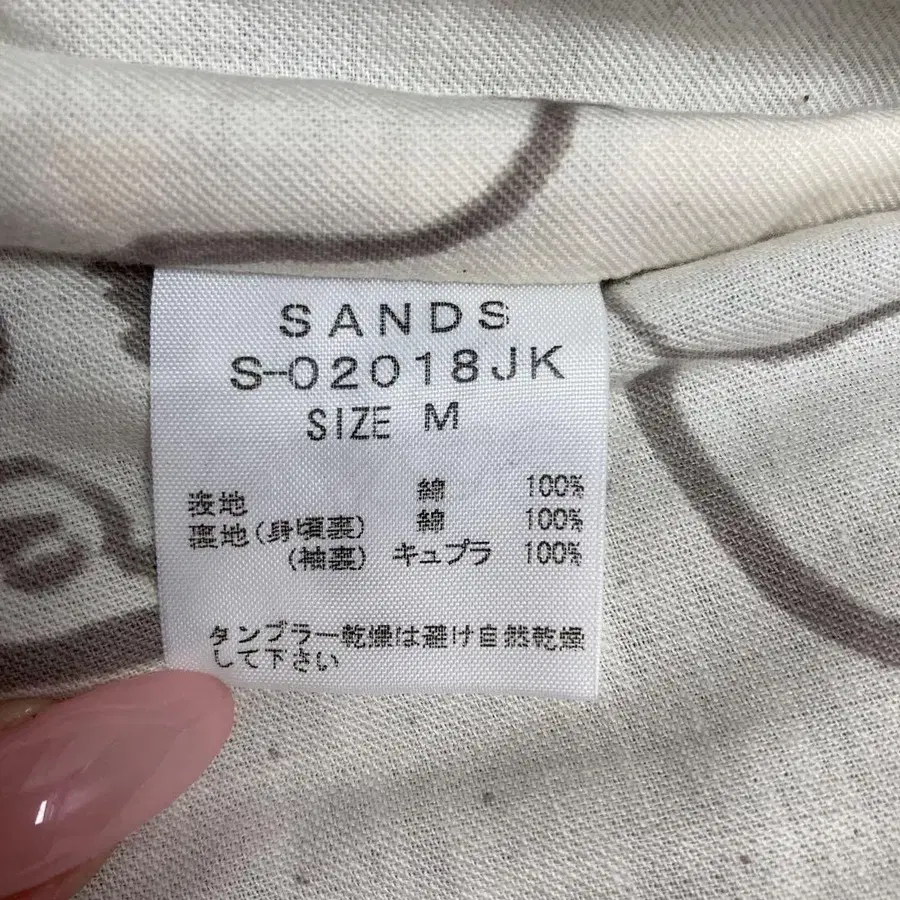 SANDS
S-02018JK
SIZE M
表地 綿 100%
裏地(身頃裏) 綿 100%
(袖裏) キュプラ 100%
タンブラー乾燥は避け自然乾燥
して下さい